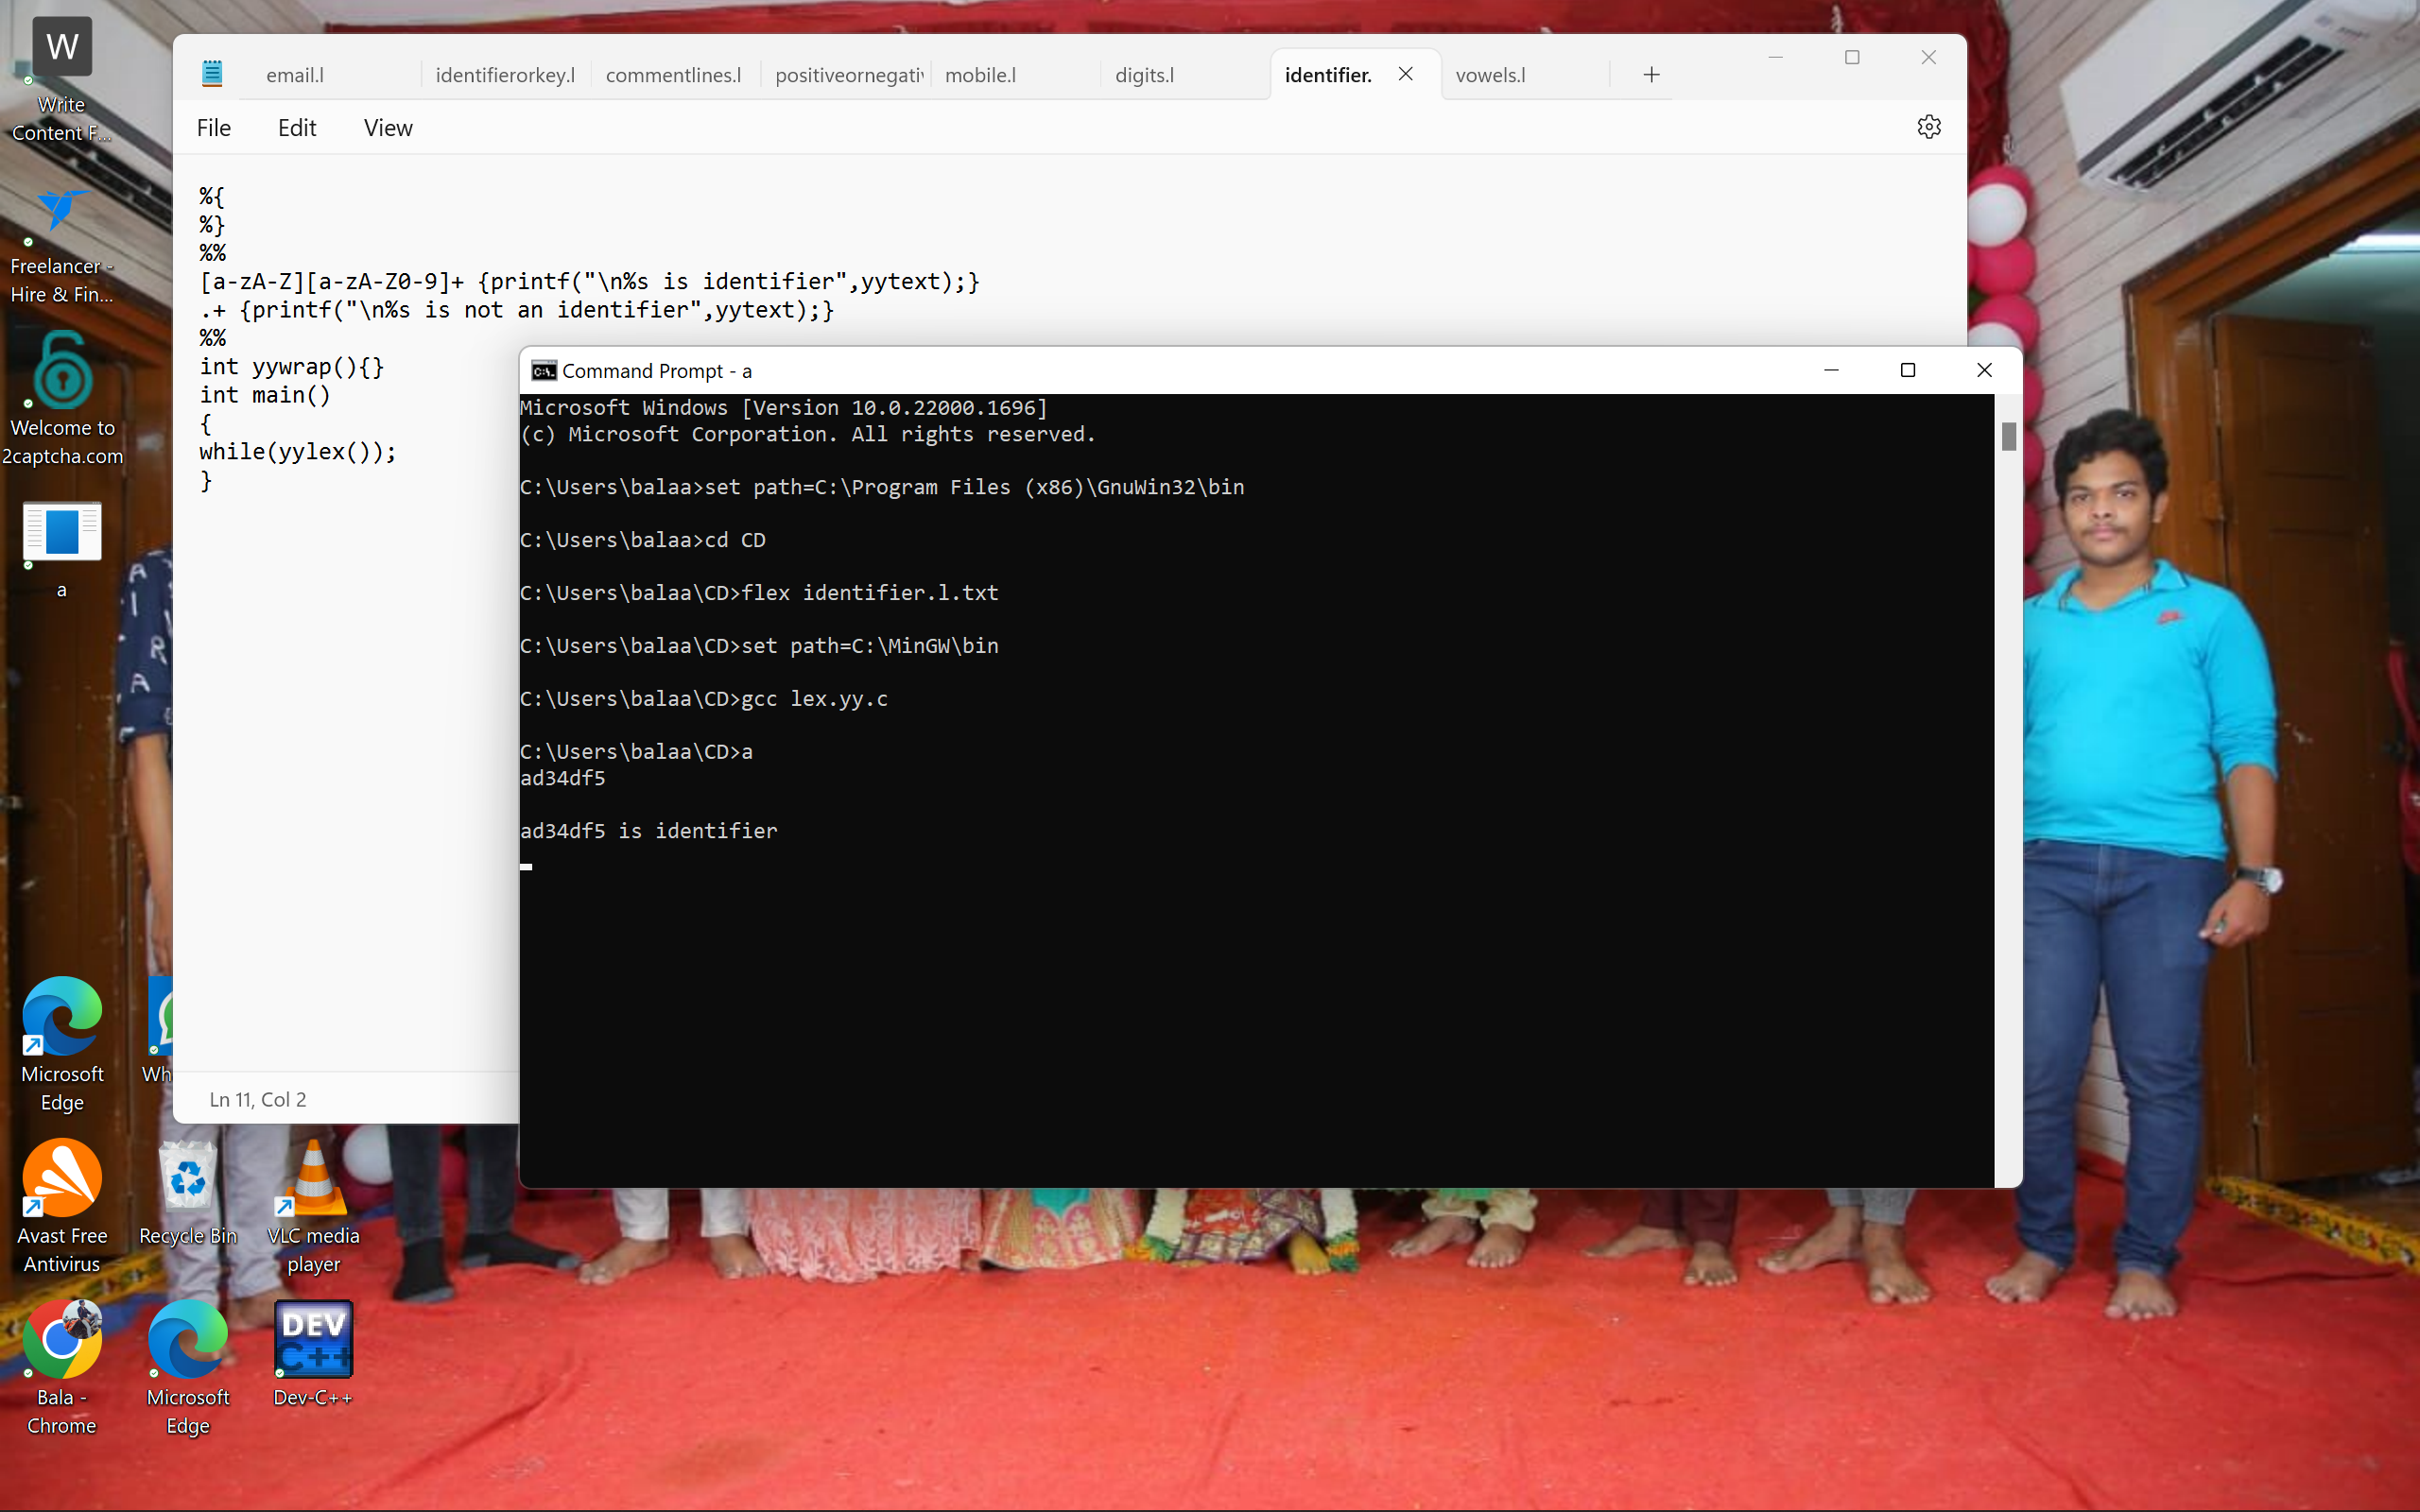 W
Write
Content F...
Freelancer -
Hire & Fin...
Welcome to
2captcha.com
a
Microsoft
Edge
Wh
Avast Free
Antivirus
Recycle Bin
VLC media
player
Bala -
Chrome
Microsoft
Edge
DEV
C++
Dev-C++
email.l
identifierorkey.l
commentlines.l
positiveornegativ
mobile.l
digits.l
identifier.
vowels.l
File Edit View
%{
%}
%%
[a-zA-Z][a-zA-Z0-9]+ {printf("\n%s is identifier",yytext);}
.+ {printf("\n%s is not an identifier",yytext);}
%%
int yywrap(){}
int main()
{
while(yylex());
}
Ln 11, Col 2
C:\.
Command Prompt - a
Microsoft Windows [Version 10.0.22000.1696]
(c) Microsoft Corporation. All rights reserved.
C:\Users\balaa>set path=C:\Program Files (x86)\GnuWin32\bin
C:\Users\balaa>cd CD
C:\Users\balaa\CD>flex identifier.l.txt
C:\Users\balaa\CD>set path=C:\MinGW\bin
C:\Users\balaa\CD>gcc lex.yy.c
C:\Users\balaa\CD>a
ad34df5
ad34df5 is identifier